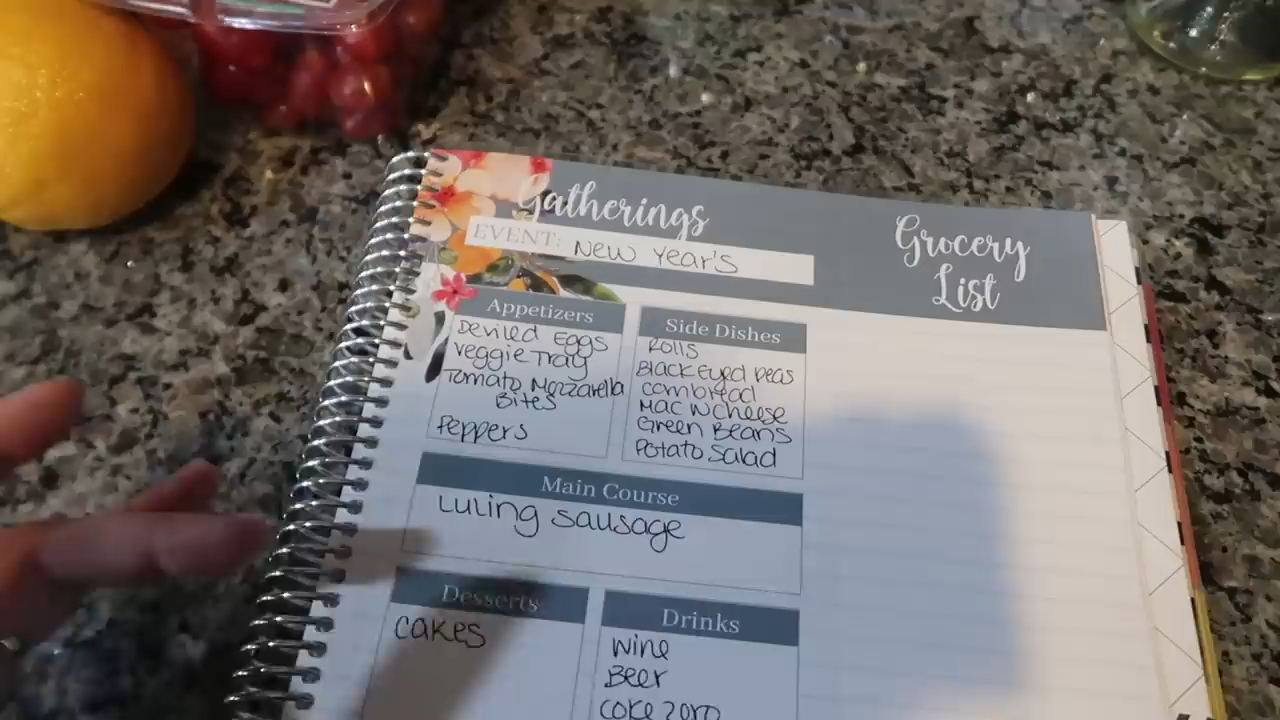 Gatherings
EVENT: New Year's
Grocery
List
Appetizers
Deviled Eggs
Veggie Tray
Tomato Mozzarella
Bites
Peppers
Side Dishes
Rolls
Black Eyed Peas
Cornbread
Mac N Cheese
Green Beans
Potato Salad
Main Course
Luling Sausage
Desserts
Cakes
Drinks
Wine
Beer
Coke Zero